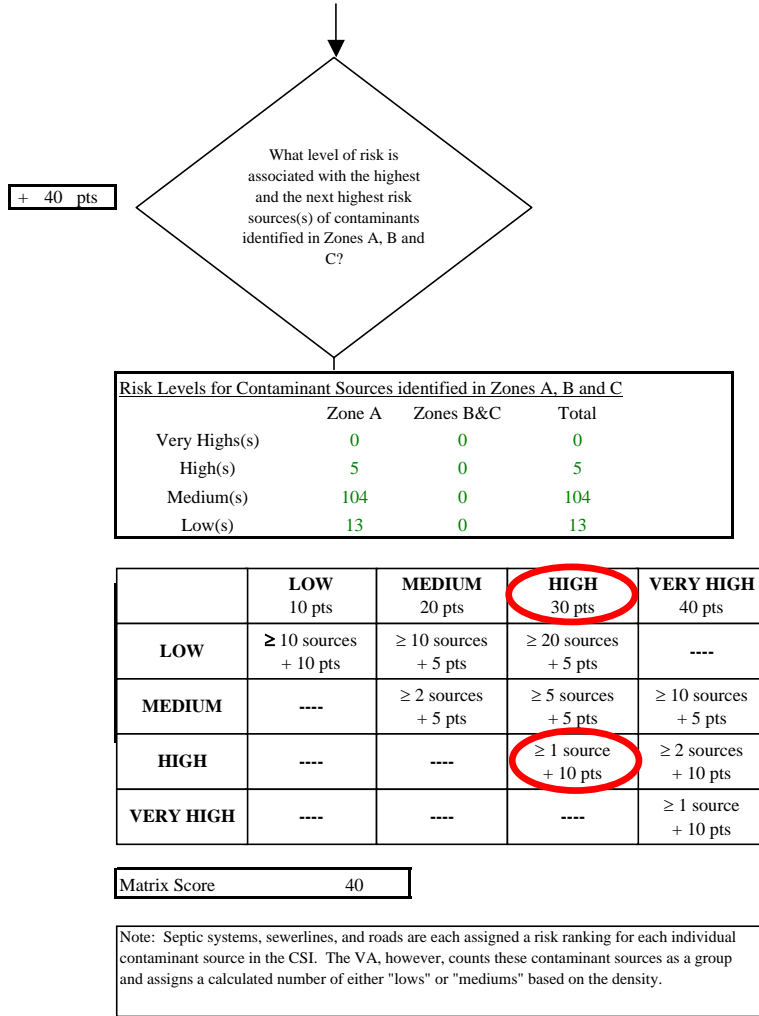 What level of risk is
associated with the highest
and the next highest risk
sources(s) of contaminants
identified in Zones A, B and
C?
+ 40 pts
Risk Levels for Contaminant Sources identified in Zones A, B and C
Zone A Zones B&C Total
Very Highs(s) 0 0 0
High(s) 5 0 5
Medium(s) 104 0 104
Low(s) 13 0 13
LOW MEDIUM HIGH VERY HIGH
10 pts 20 pts 30 pts 40 pts
LOW ≥ 10 sources ≥ 10 sources ≥ 20 sources ----
+ 10 pts + 5 pts + 5 pts
MEDIUM ---- ≥ 2 sources ≥ 5 sources ≥ 10 sources
+ 5 pts + 5 pts + 5 pts
HIGH ---- ---- ≥ 1 source ≥ 2 sources
+ 10 pts + 10 pts
VERY HIGH ---- ---- ---- ≥ 1 source
+ 10 pts
Matrix Score 40
Note: Septic systems, sewerlines, and roads are each assigned a risk ranking for each individual
contaminant source in the CSI. The VA, however, counts these contaminant sources as a group
and assigns a calculated number of either "lows" or "mediums" based on the density.